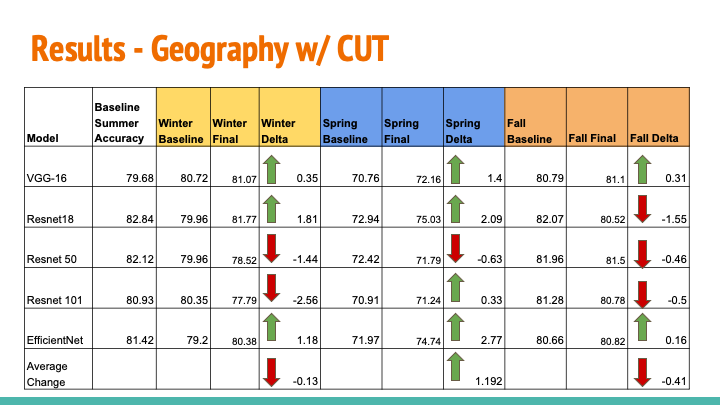 Results - Geography w/ CUT
Model Baseline Summer Accuracy Winter Baseline Winter Final Winter Delta Spring Baseline Spring Final Spring Delta Fall Baseline Fall Final Fall Delta
VGG-16 79.68 80.72 81.07 0.35 70.76 72.16 1.4 80.79 81.1 0.31
Resnet18 82.84 79.96 81.77 1.81 72.94 75.03 2.09 82.07 80.52 -1.55
Resnet 50 82.12 79.96 78.52 -1.44 72.42 71.79 -0.63 81.96 81.5 -0.46
Resnet 101 80.93 80.35 77.79 -2.56 70.91 71.24 0.33 81.28 80.78 -0.5
EfficientNet 81.42 79.2 80.38 1.18 71.97 74.74 2.77 80.66 80.82 0.16
Average Change -0.13 1.192 -0.41